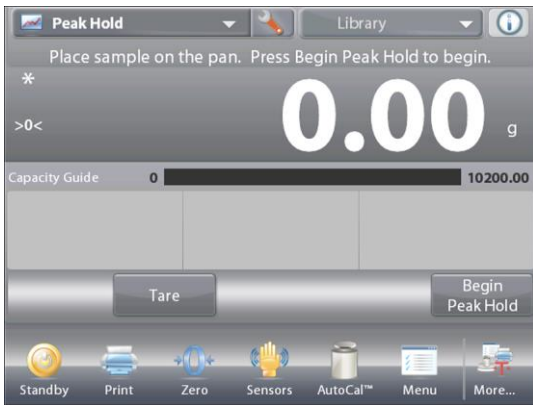 Peak Hold
Library
Place sample on the pan. Press Begin Peak Hold to begin.
*
>0<
0.00 g
Capacity Guide 0 10200.00
Tare
Begin
Peak Hold
Standby Print Zero Sensors AutoCal™ Menu More...